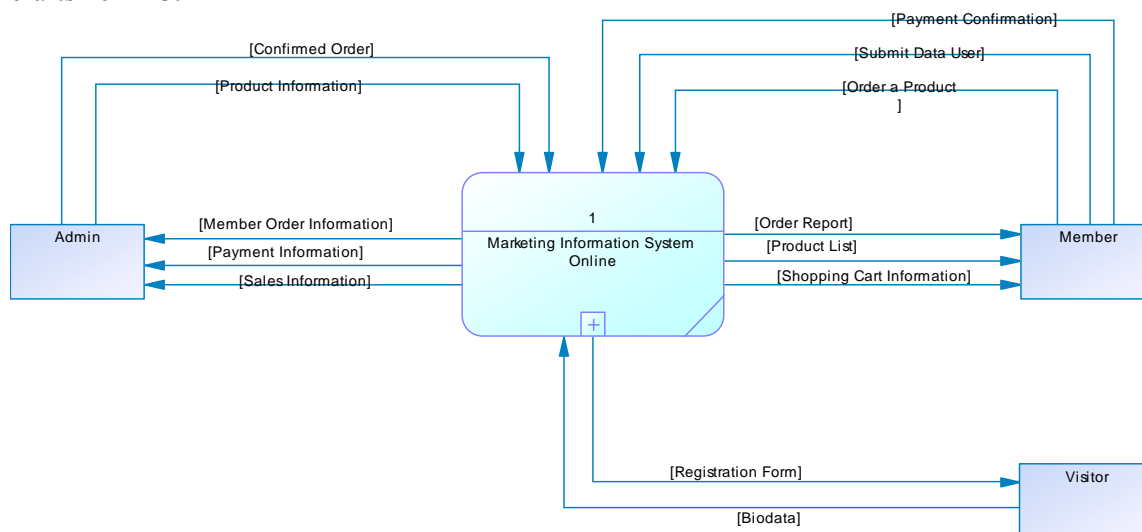 [Payment Confirmation]
[Confirmed Order]
[Submit Data User]
[Product Information]
[Order a Product
]
1
Marketing Information System
Online
Admin
[Member Order Information]
[Payment Information]
[Sales Information]
[Order Report]
[Product List]
[Shopping Cart Information]
Member
[Registration Form]
Visitor
[Biodata]